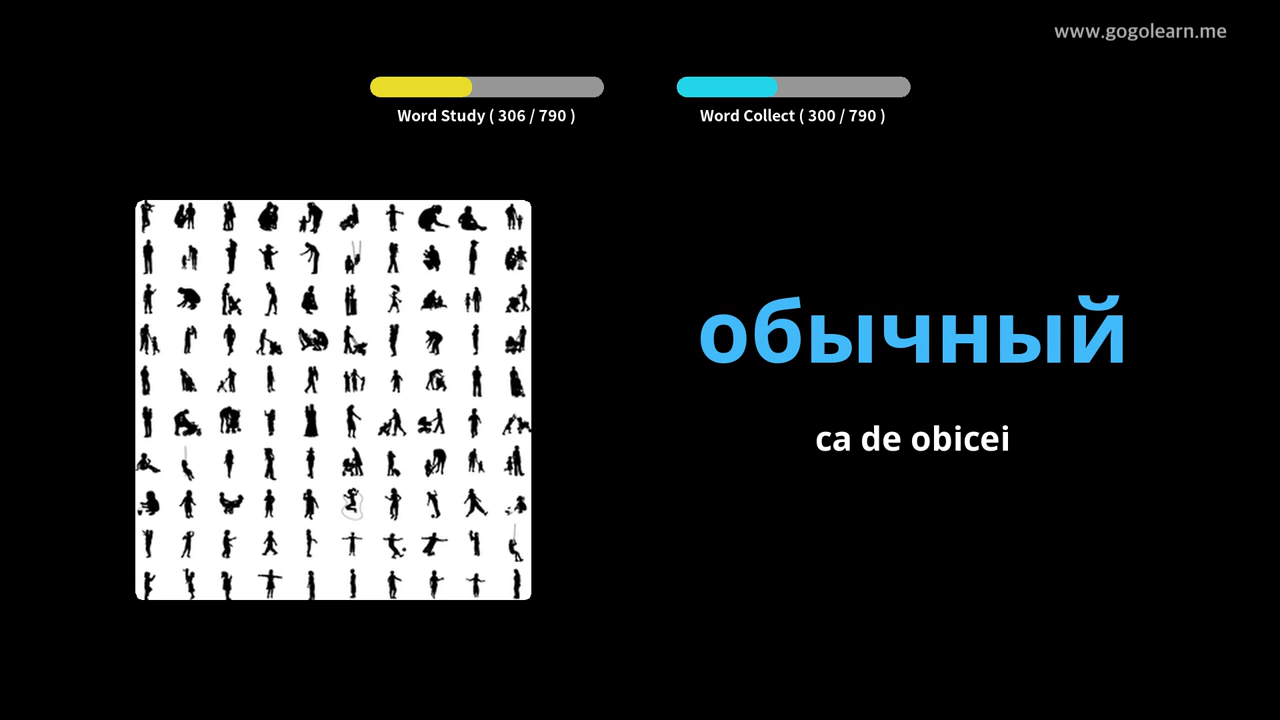 www.gogolearn.me
Word Study ( 306 / 790 )
Word Collect ( 300 / 790 )
обычный
ca de obicei